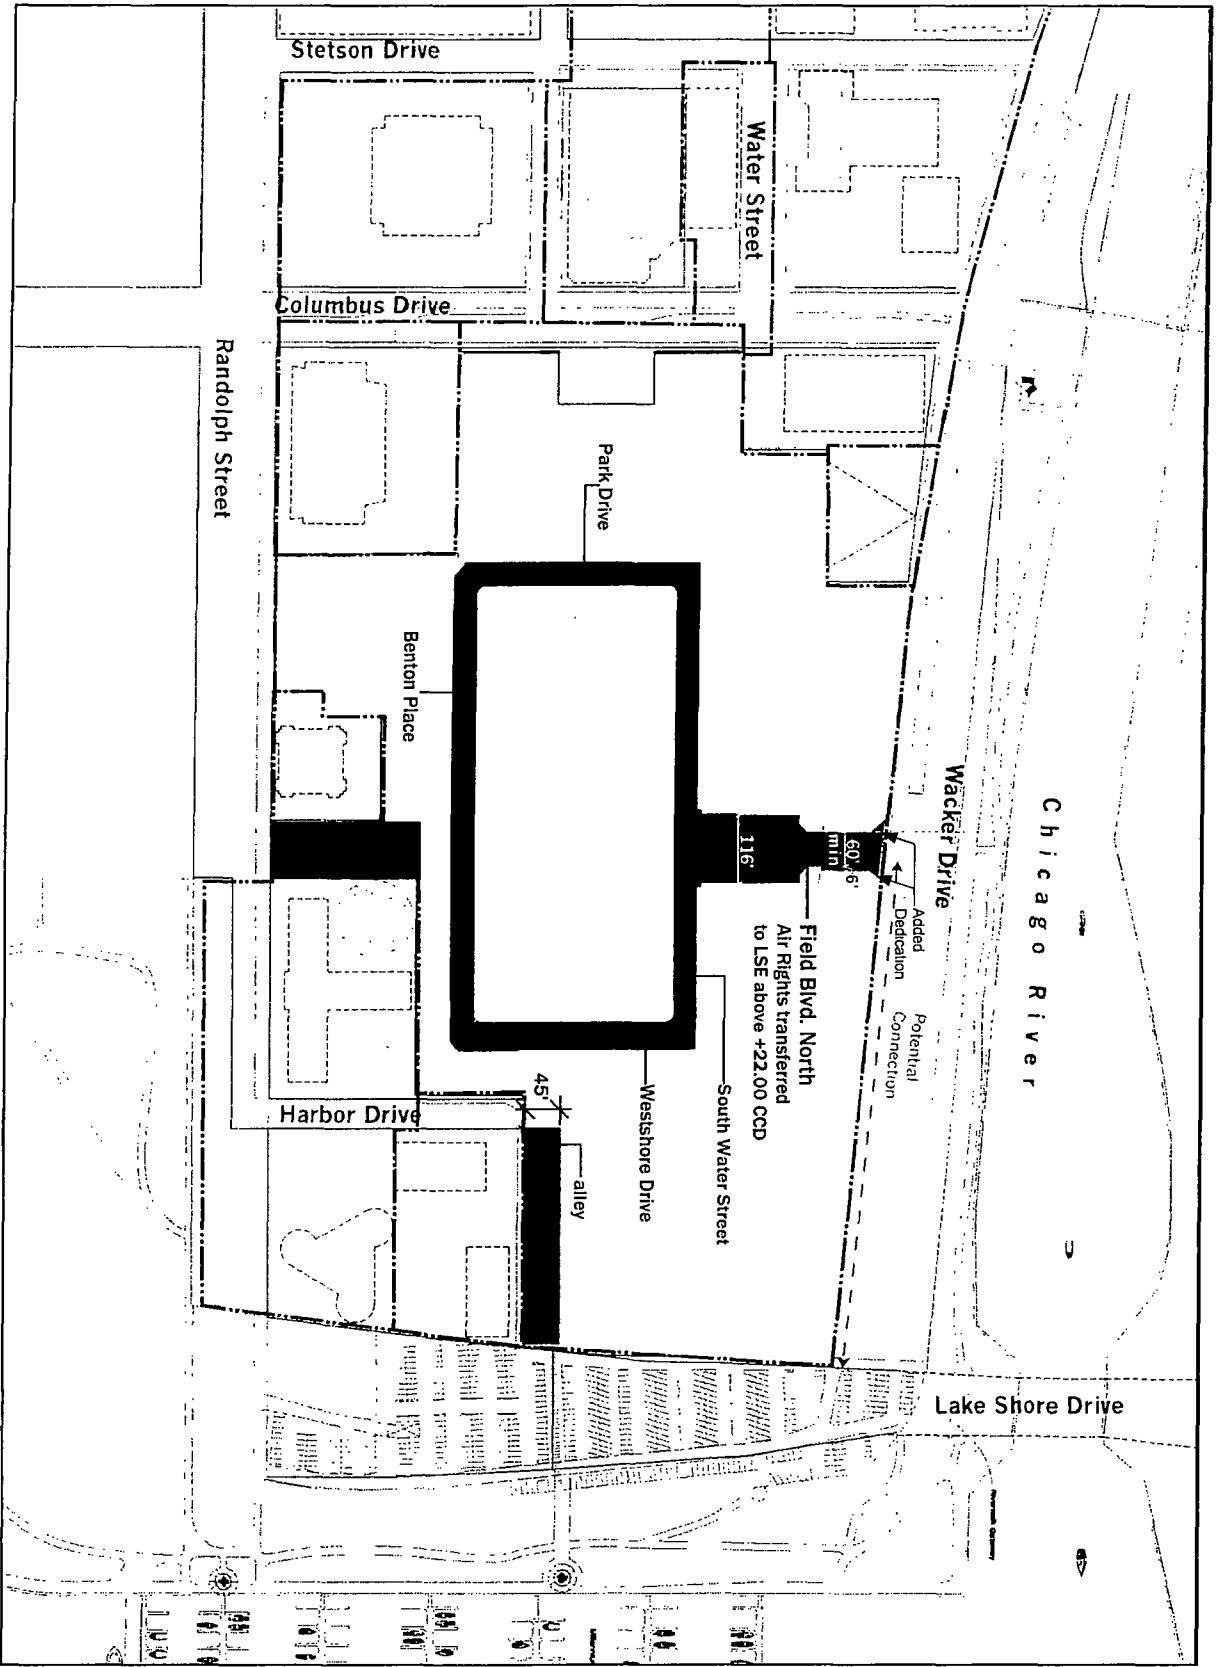 Stetson Drive
Water Street
Columbus Drive
Randolph Street
Park Drive
Benton Place
Wacker Drive
Chicago River
116'
60'
min
6'
Added
Dedication
Potential
Connection
Field Blvd. North
Air Rights transferred
to LSE above +22.00 CCD
South Water Street
Westshore Drive
45'
alley
Harbor Drive
Lake Shore Drive